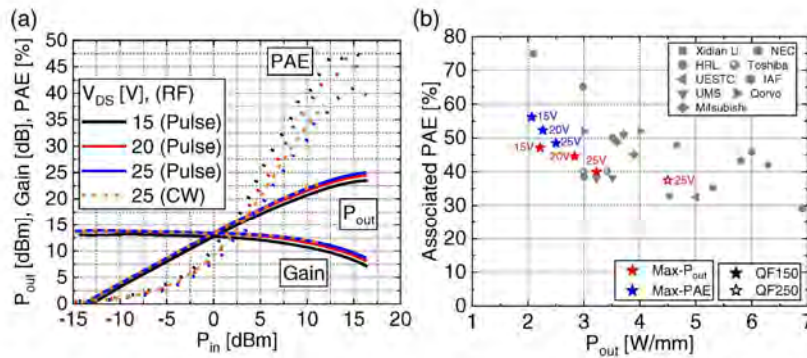 (a)
P_out [dBm], Gain [dB], PAE [%]
50
45
40
35
30
25
20
15
10
5
0
PAE
V_DS [V], (RF)
15 (Pulse)
20 (Pulse)
25 (Pulse)
25 (CW)
P_out
Gain
-15 -10 -5 0 5 10 15 20
P_in [dBm]
(b)
Associated PAE [%]
80
70
60
50
40
30
20
10
0
Xidian Li NEC
HRL Toshiba
UESTC IAF
UMS Qorvo
Mitsubishi
15V
20V
25V
15V
20V
25V
25V
Max-P_out
Max-PAE
QF150
QF250
1 2 3 4 5 6 7
P_out [W/mm]